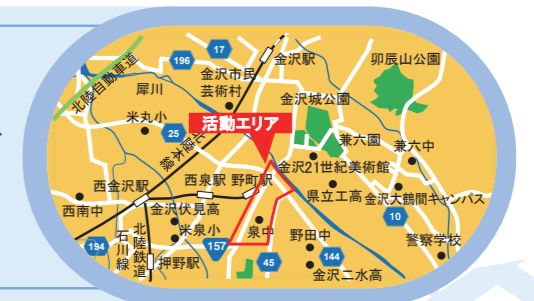 17
196
金沢駅
卯辰山公園
北陸自動車道
犀川
金沢市民
芸術村
米丸小
金沢城公園
活動エリア
25
北陸本線
兼六園
兼六中
金沢21世紀美術館
西金沢駅
西泉駅
野町駅
県立工高
金沢大鶴間キャンパス
西南中
金沢伏見高
10
米泉小
泉中
野田中
194
石川線
北陸鉄道
押野駅
157
45
144
警察学校
金沢二水高